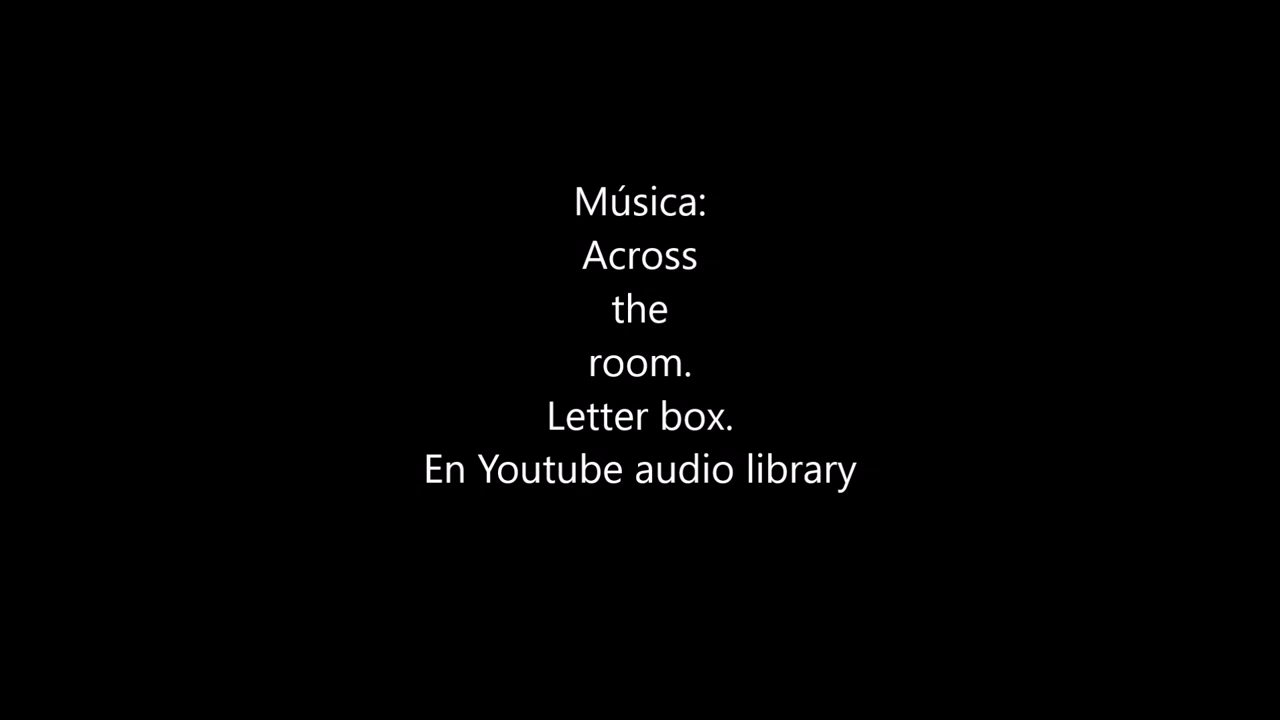 Música:
Across
the
room.
Letter box.
En Youtube audio library